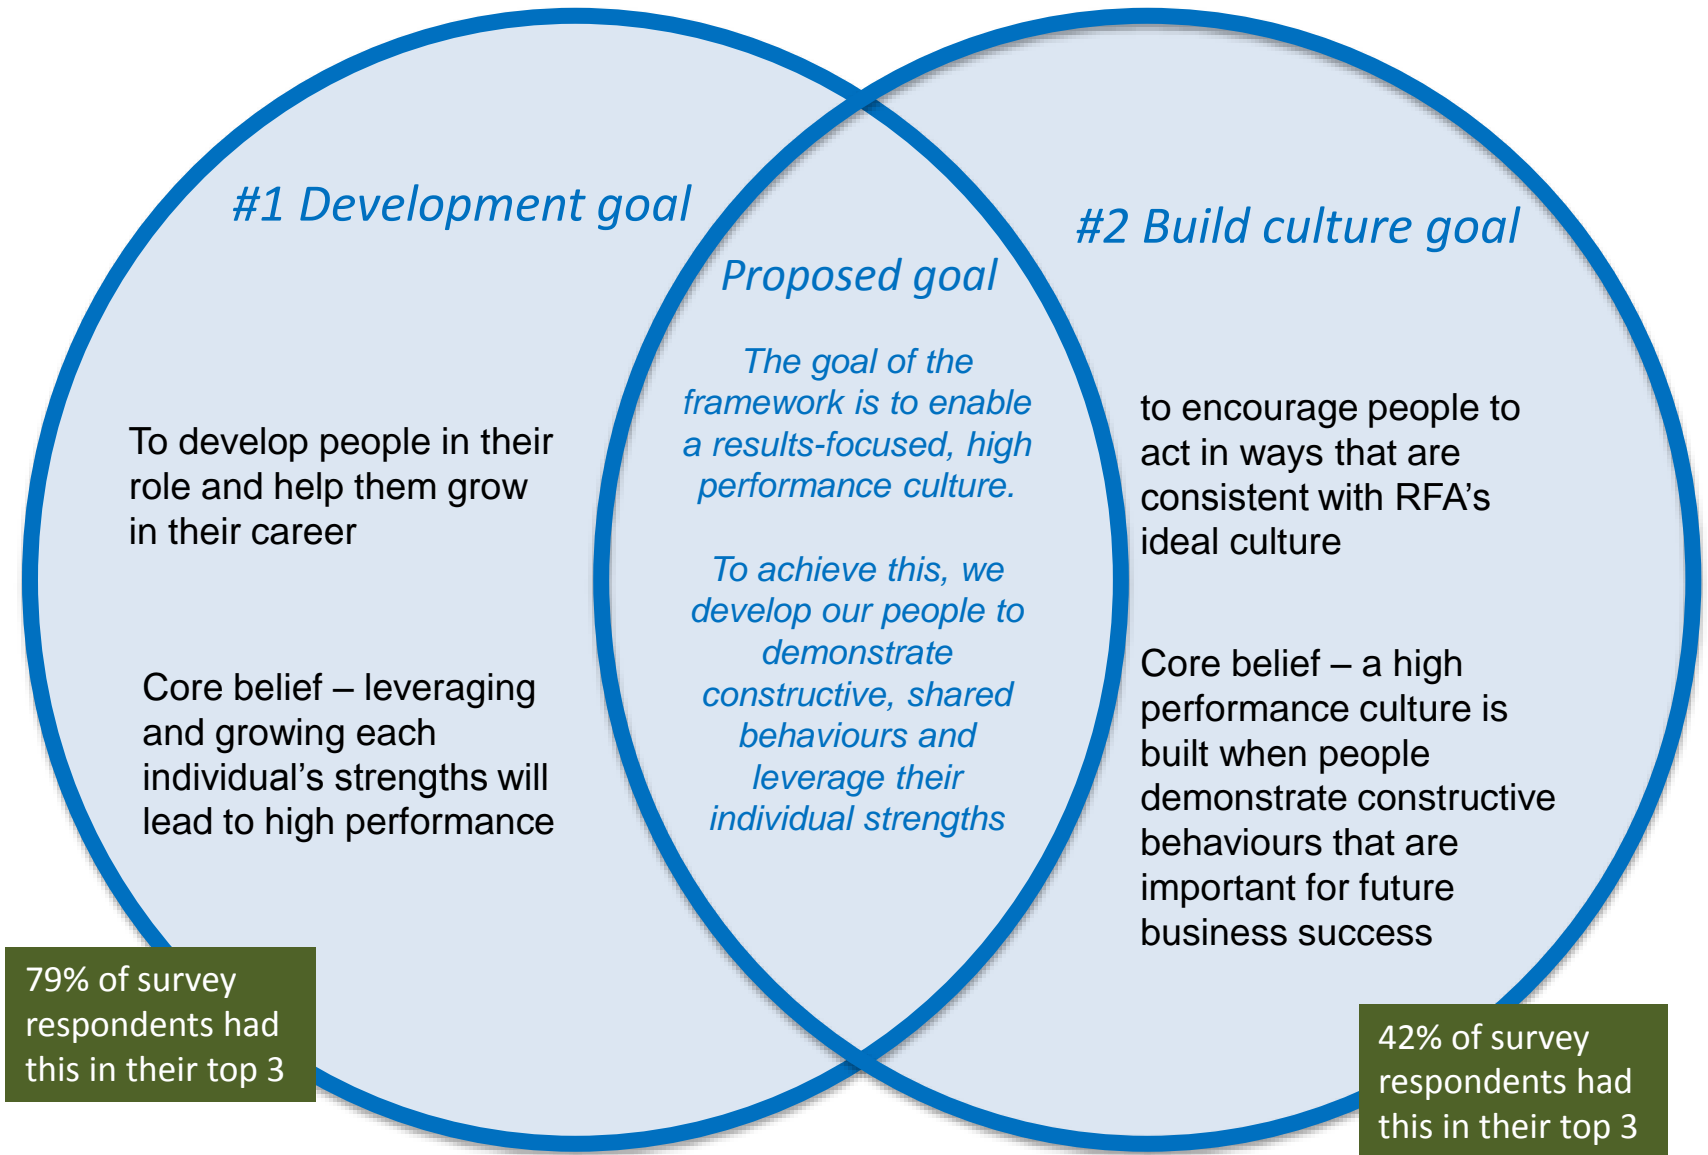 #1 Development goal
To develop people in their
role and help them grow
in their career
Core belief – leveraging
and growing each
individual’s strengths will
lead to high performance
79% of survey
respondents had
this in their top 3
Proposed goal
The goal of the
framework is to enable
a results-focused, high
performance culture.
To achieve this, we
develop our people to
demonstrate
constructive, shared
behaviours and
leverage their
individual strengths
#2 Build culture goal
to encourage people to
act in ways that are
consistent with RFA’s
ideal culture
Core belief – a high
performance culture is
built when people
demonstrate constructive
behaviours that are
important for future
business success
42% of survey
respondents had
this in their top 3